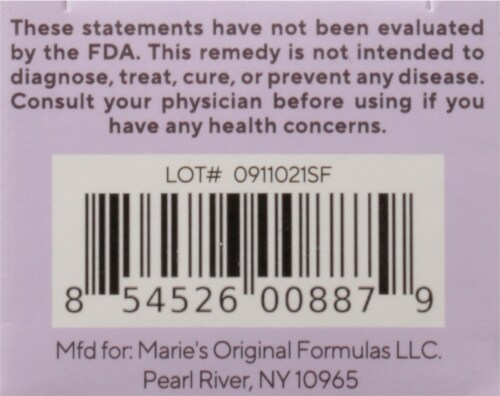 These statements have not been evaluated
by the FDA. This remedy is not intended to
diagnose, treat, cure, or prevent any disease.
Consult your physician before using if you
have any health concerns.
LOT# 0911021SF
8 54526 00887 9
Mfd for: Marie's Original Formulas LLC.
Pearl River, NY 10965